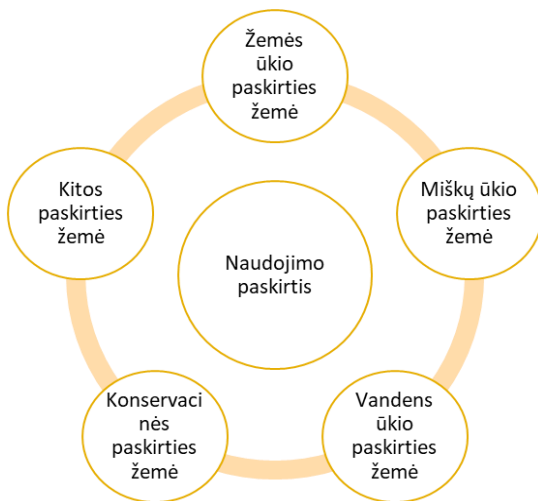 Žemės
ūkio
paskirties
žemė
Kitos
paskirties
žemė
Miškų ūkio
paskirties
žemė
Naudojimo
paskirtis
Konservaci
nės
paskirties
žemė
Vandens
ūkio
paskirties
žemė